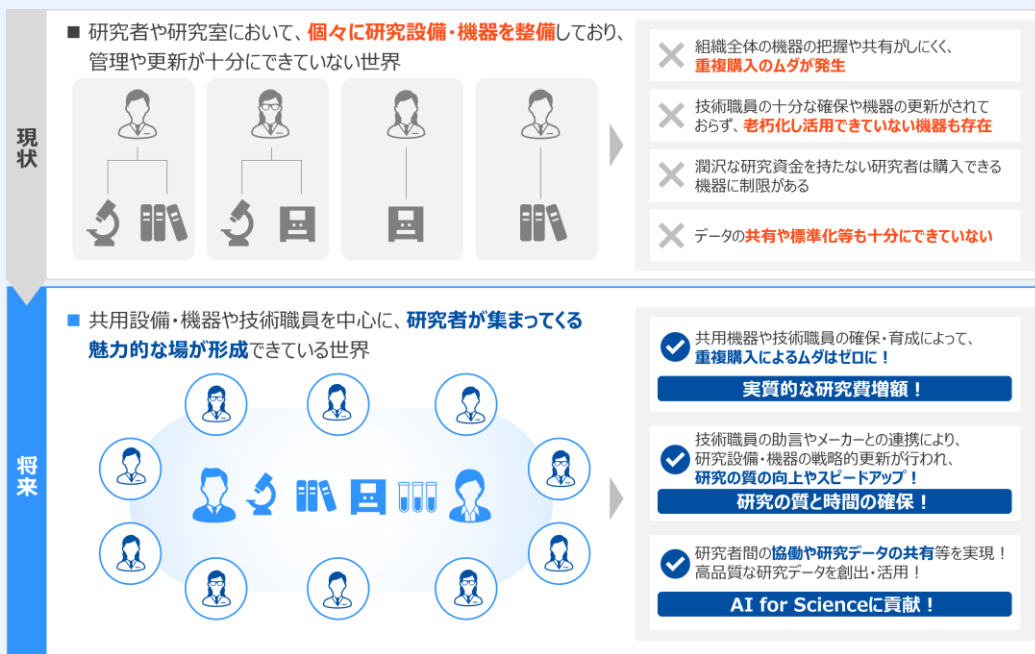 現状
■ 研究者や研究室において、個々に研究設備・機器を整備しており、
管理や更新が十分にできていない世界
組織全体の機器の把握や共有がしにくく、
重複購入のムダが発生
技術職員の十分な確保や機器の更新がされて
おらず、老朽化し活用できていない機器も存在
潤沢な研究資金を持たない研究者は購入できる
機器に制限がある
データの共有や標準化等も十分にできていない
将来
■ 共用設備・機器や技術職員を中心に、研究者が集まってくる
魅力的な場が形成できている世界
共用機器や技術職員の確保・育成によって、
重複購入によるムダはゼロに！
実質的な研究費増額！
技術職員の助言やメーカーとの連携により、
研究設備・機器の戦略的更新が行われ、
研究の質の向上やスピードアップ！
研究の質と時間の確保！
研究者間の協働や研究データの共有等を実現！
高品質な研究データを創出・活用！
AI for Scienceに貢献！